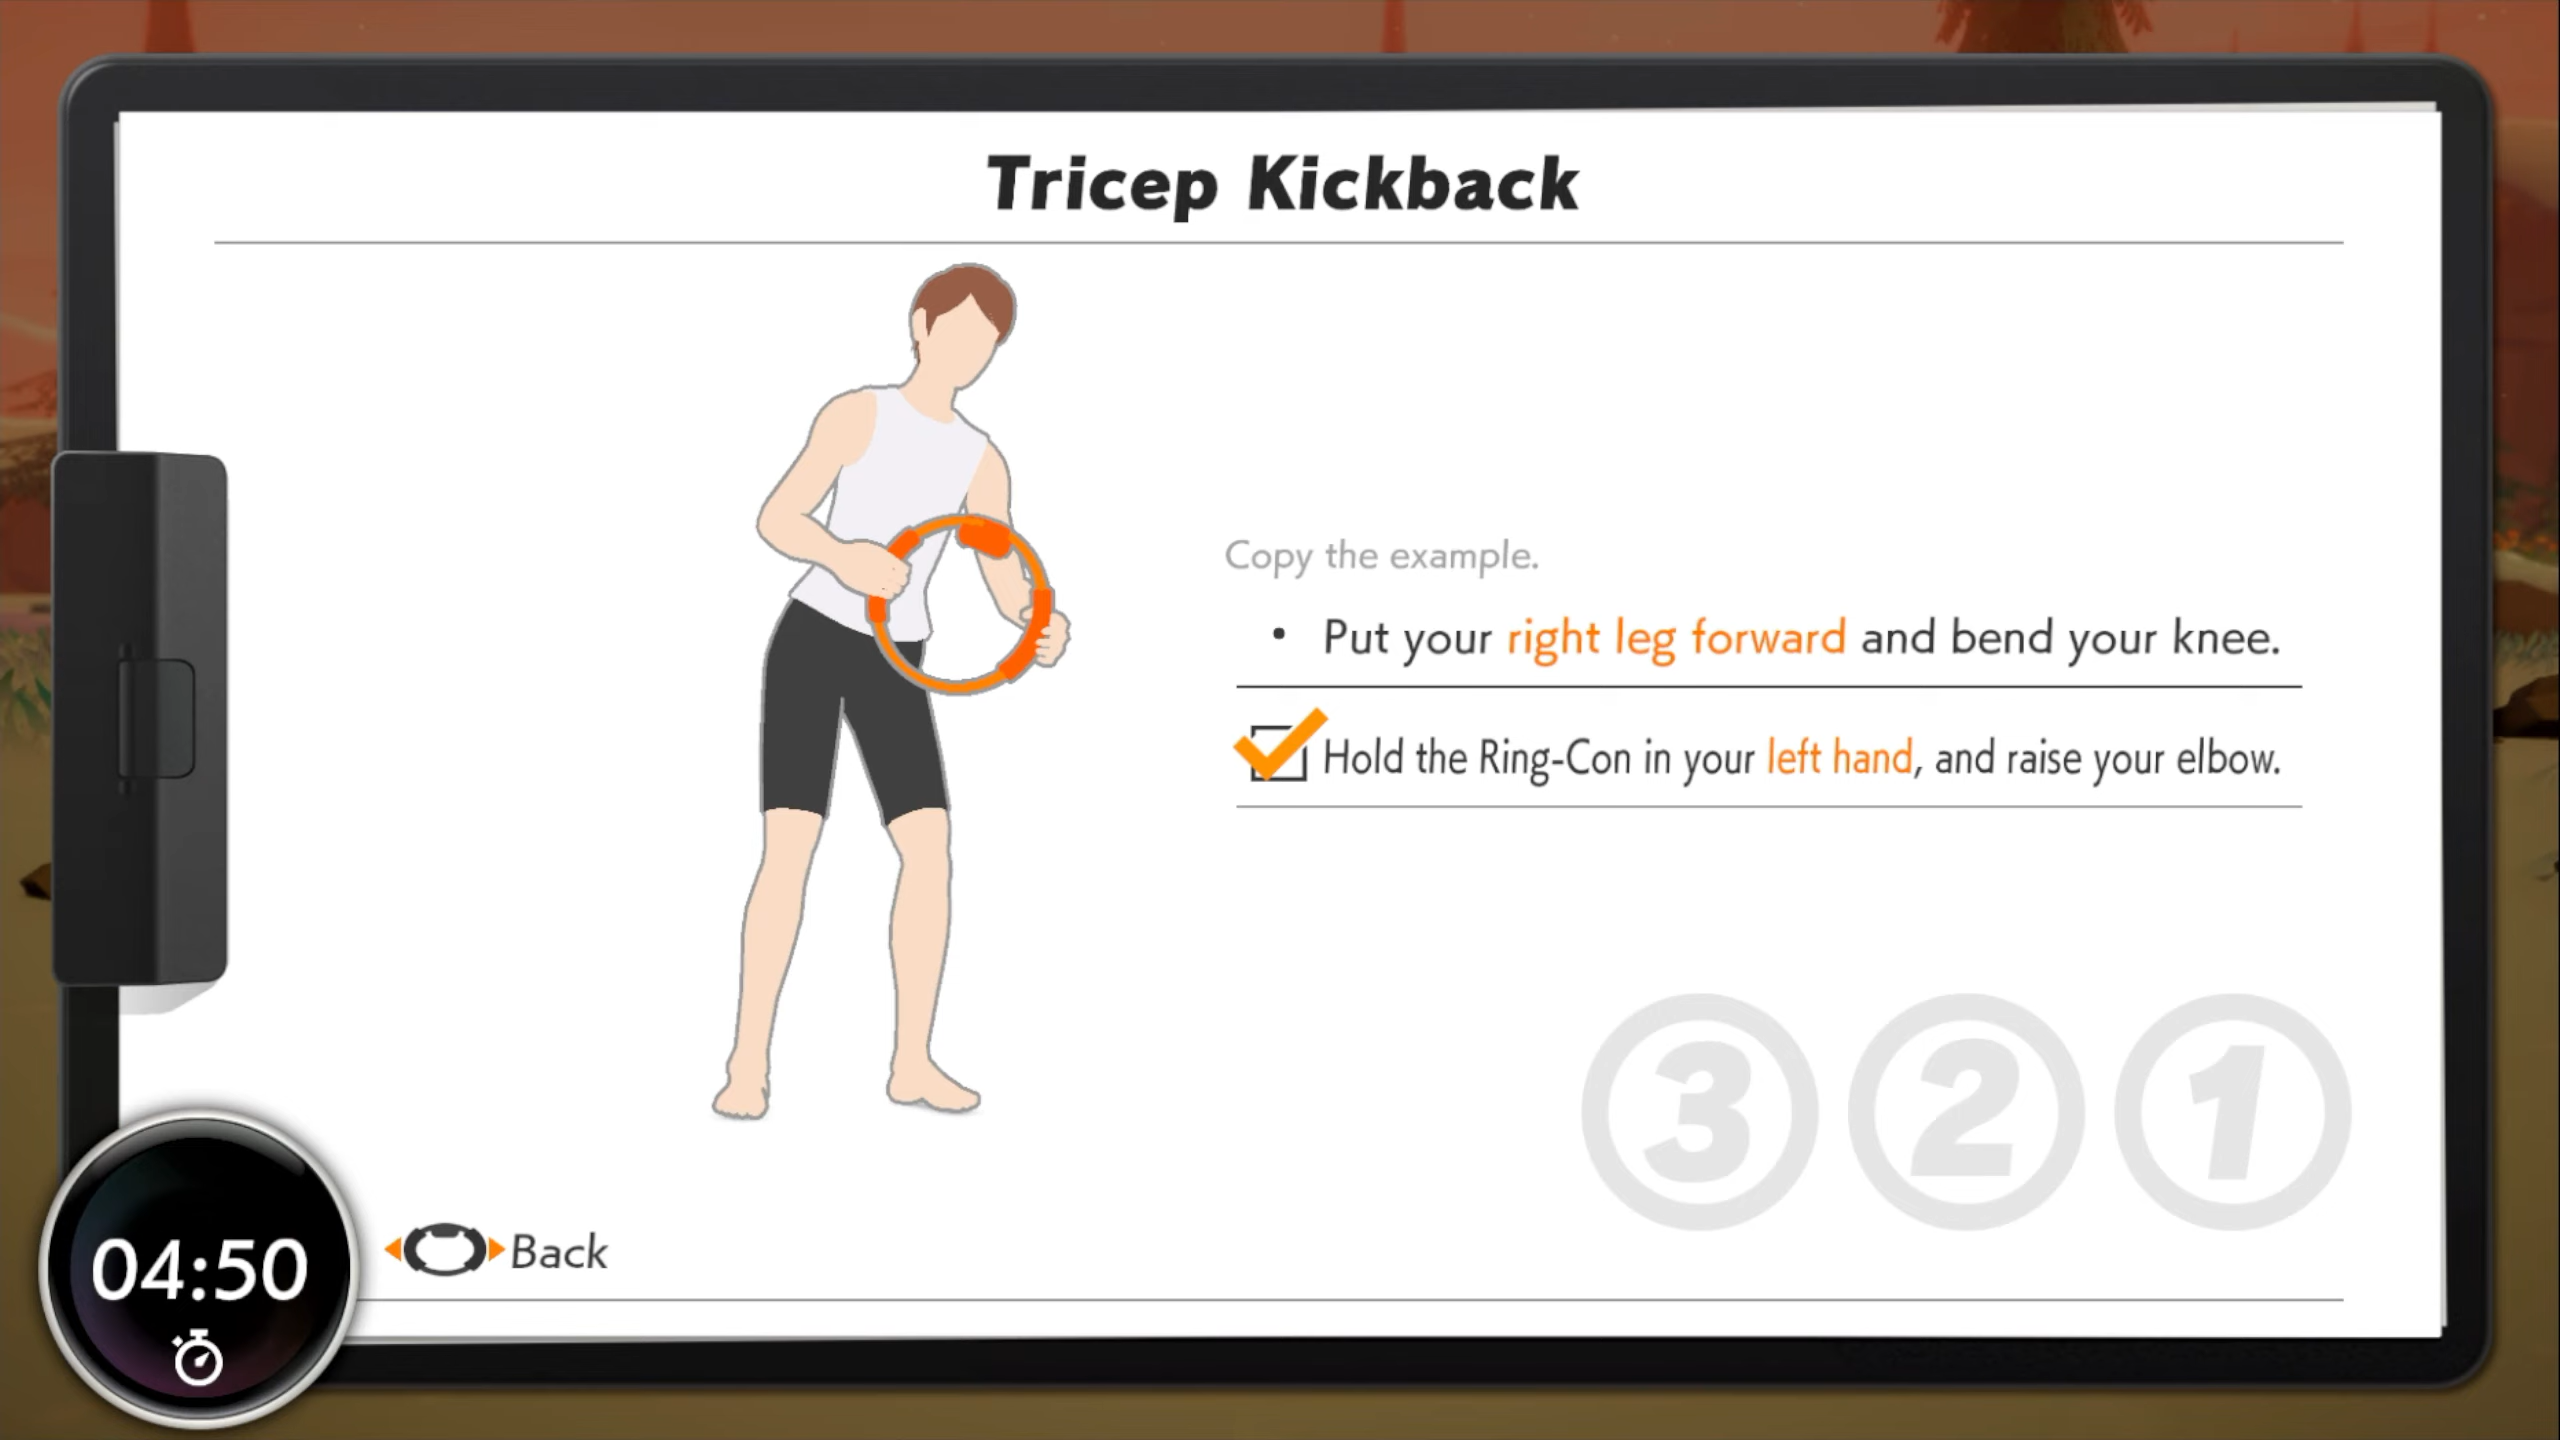 Tricep Kickback
Copy the example.
• Put your right leg forward and bend your knee.
Hold the Ring-Con in your left hand, and raise your elbow.
3 2 1
Back
04:50